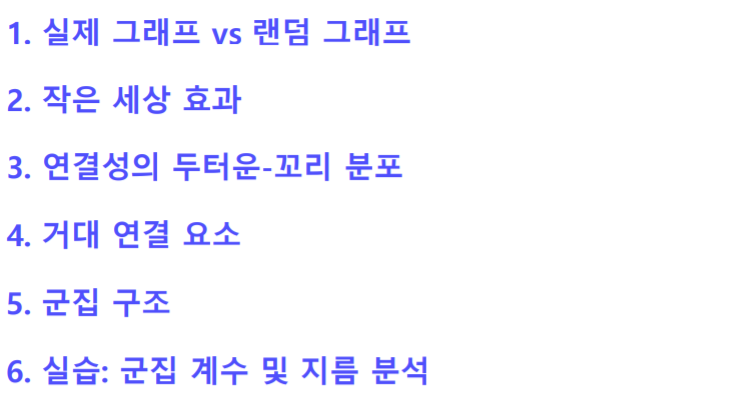 1. 실제 그래프 vs 랜덤 그래프
2. 작은 세상 효과
3. 연결성의 두터운-꼬리 분포
4. 거대 연결 요소
5. 군집 구조
6. 실습: 군집 계수 및 지름 분석